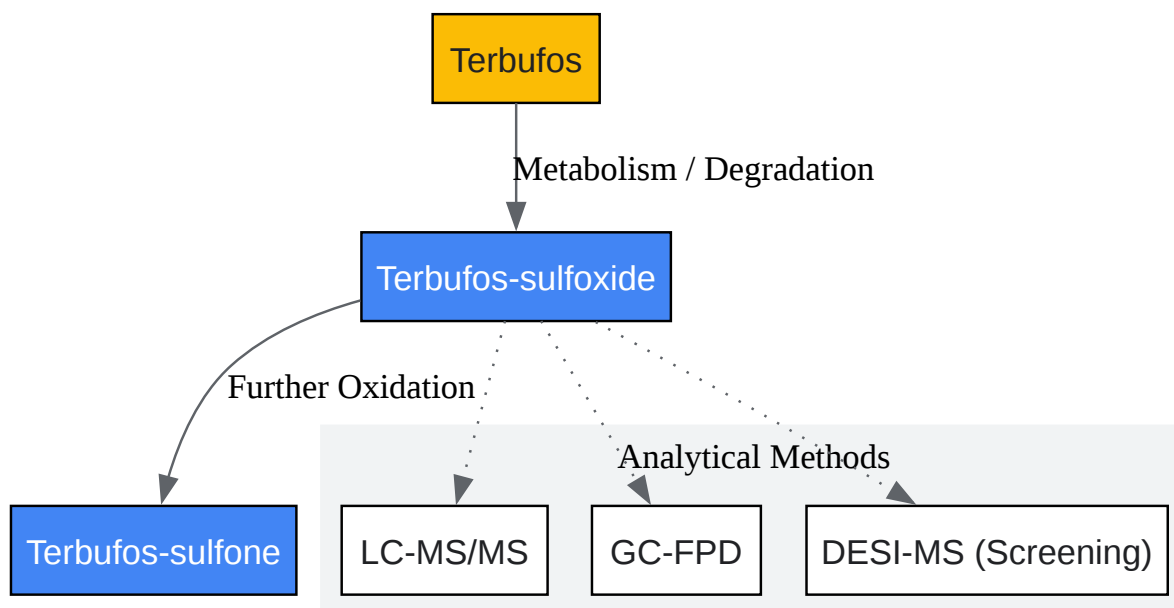 Terbufos
Metabolism / Degradation
Terbufos-sulfoxide
Further Oxidation
Analytical Methods
Terbufos-sulfone
LC-MS/MS
GC-FPD
DESI-MS (Screening)